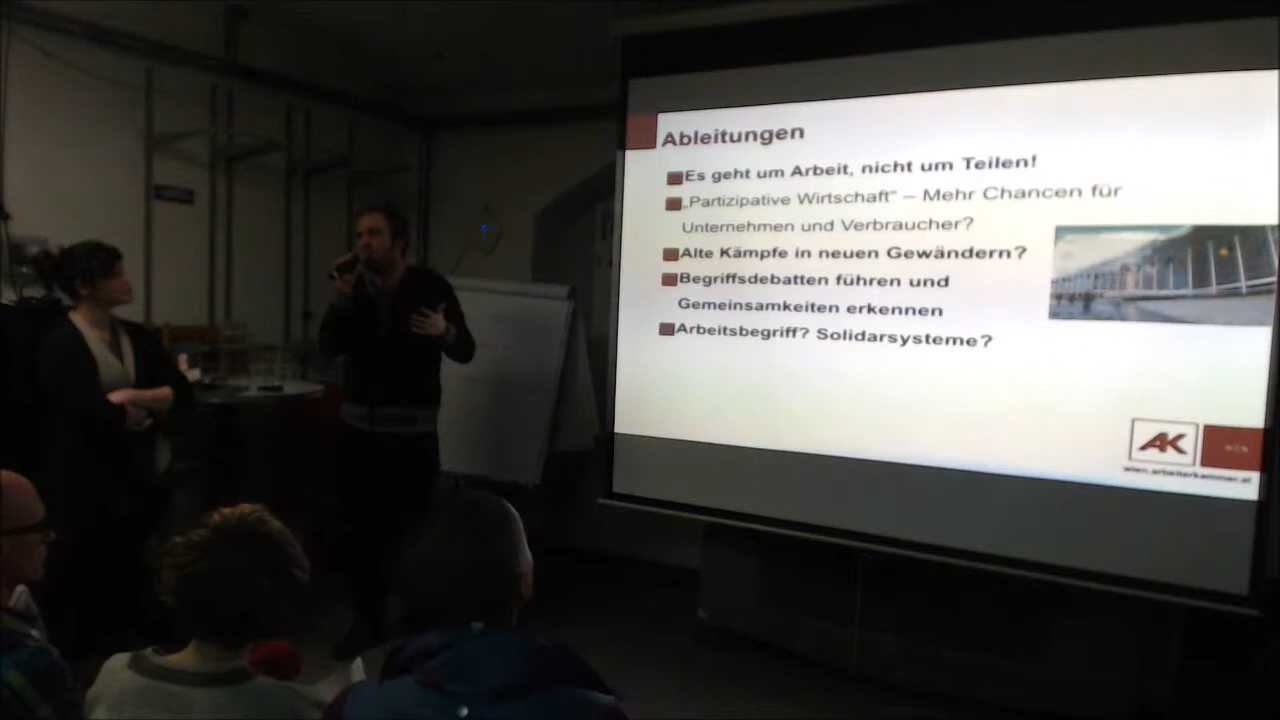 Ableitungen
Es geht um Arbeit, nicht um Teilen!
„Partizipative Wirtschaft“ – Mehr Chancen für
Unternehmen und Verbraucher?
Alte Kämpfe in neuen Gewändern?
Begriffsdebatten führen und
Gemeinsamkeiten erkennen
Arbeitsbegriff? Solidarsysteme?
AK
wien.arbeiterkammer.at